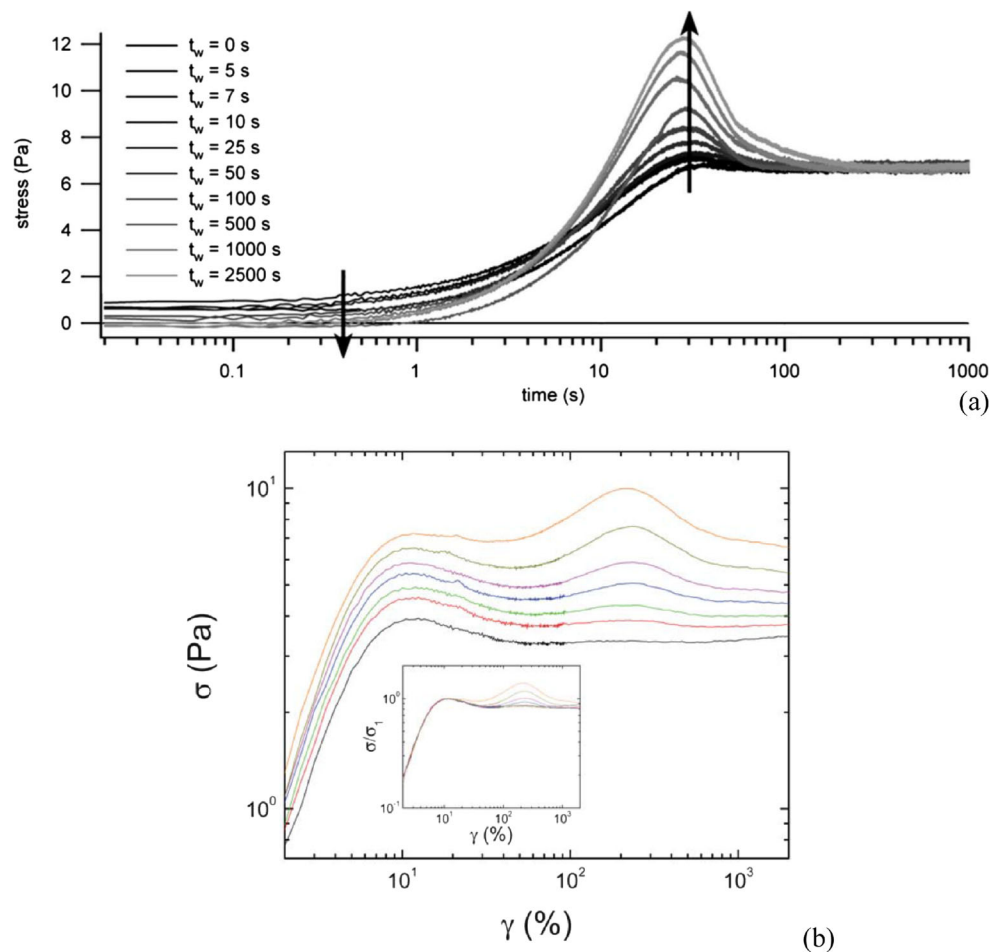 12
10
8
6
4
2
0
stress (Pa)
t_w = 0 s
t_w = 5 s
t_w = 7 s
t_w = 10 s
t_w = 25 s
t_w = 50 s
t_w = 100 s
t_w = 500 s
t_w = 1000 s
t_w = 2500 s
0.1 1 10 100 1000
time (s)
(a)
10^1
10^0
σ (Pa)
10^0
10^-1
σ/σ_1
10^1 10^2 10^3
γ (%)
10^1 10^2 10^3
γ (%)
(b)